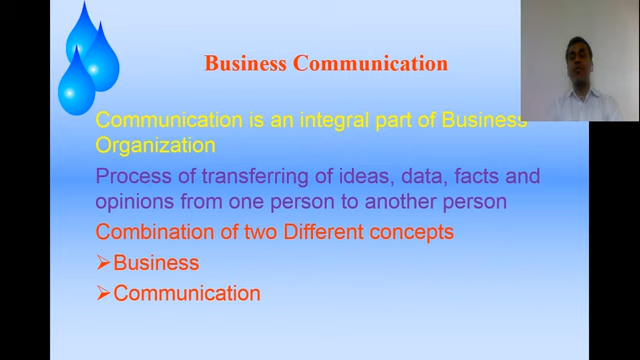 Business Communication
Communication is an integral part of Business
Organization
Process of transferring of ideas, data, facts and
opinions from one person to another person
Combination of two Different concepts
➢Business
➢Communication